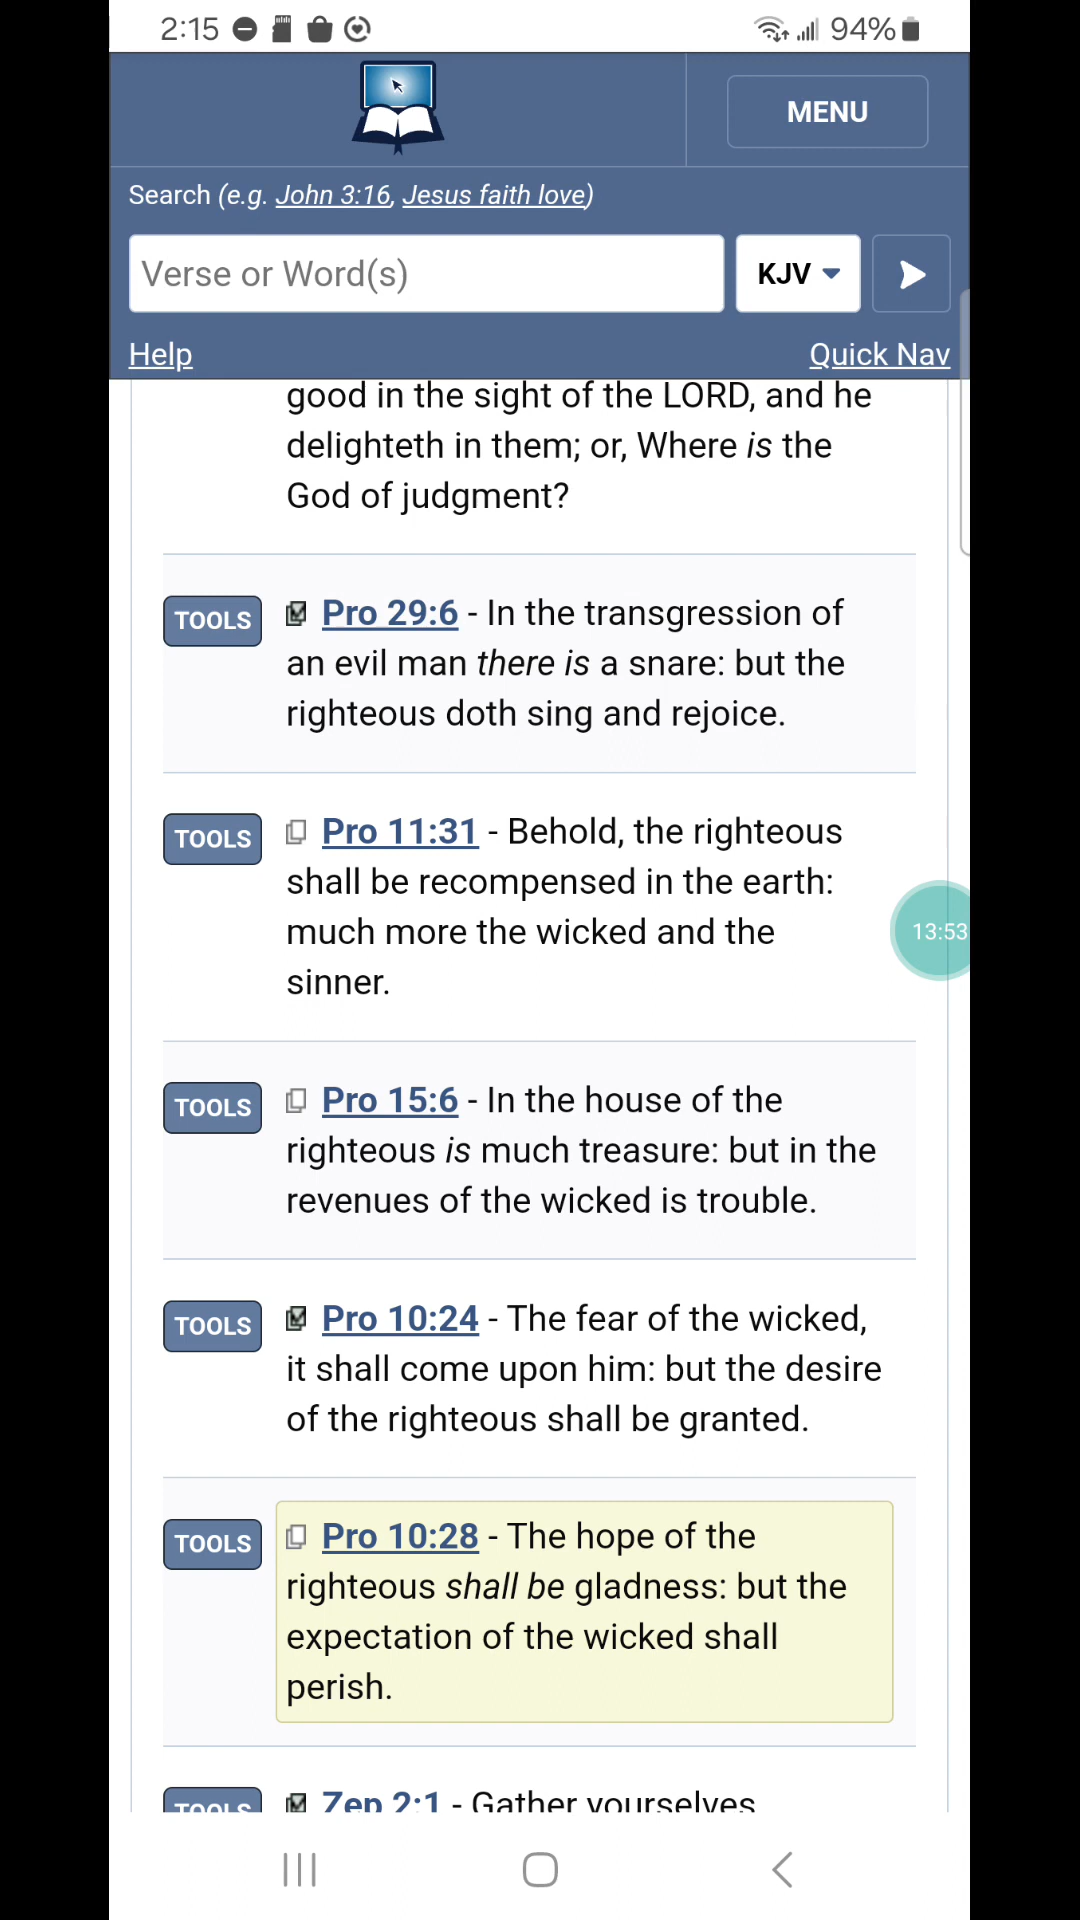 2:15 94%
MENU
Search (e.g. John 3:16, Jesus faith love)
Verse or Word(s) KJV
Help Quick Nav
good in the sight of the LORD, and he
delighteth in them; or, Where is the
God of judgment?
TOOLS Pro 29:6 - In the transgression of
an evil man there is a snare: but the
righteous doth sing and rejoice.
TOOLS Pro 11:31 - Behold, the righteous
shall be recompensed in the earth:
much more the wicked and the
sinner.
13:53
TOOLS Pro 15:6 - In the house of the
righteous is much treasure: but in the
revenues of the wicked is trouble.
TOOLS Pro 10:24 - The fear of the wicked,
it shall come upon him: but the desire
of the righteous shall be granted.
TOOLS Pro 10:28 - The hope of the
righteous shall be gladness: but the
expectation of the wicked shall
perish.
TOOLS Zep 2:1 - Gather yourselves